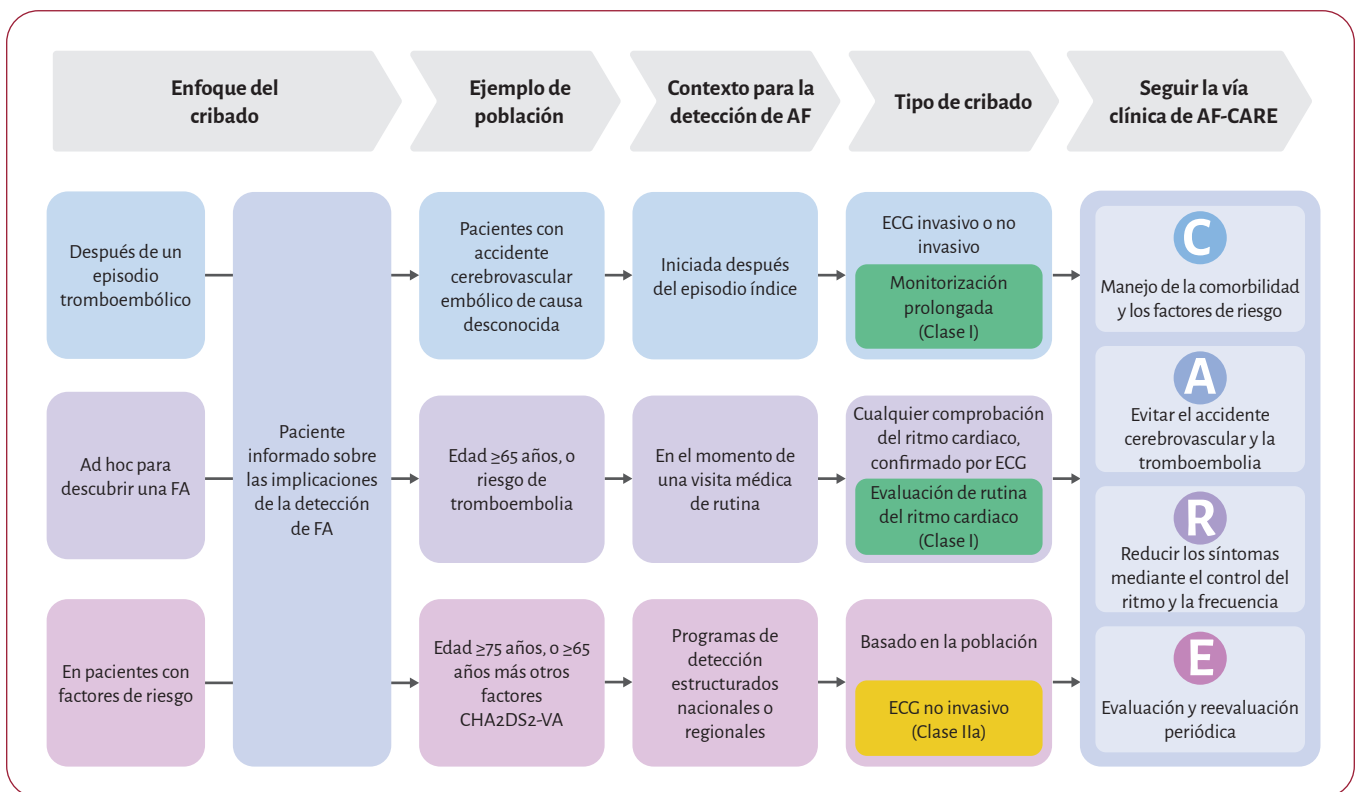 Enfoque del
cribado
Ejemplo de
población
Contexto para la
detección de AF
Tipo de cribado
Seguir la vía
clínica de AF-CARE
Después de un
episodio
tromboembólico
Paciente
informado sobre
las implicaciones
de la detección
de FA
Pacientes con
accidente
cerebrovascular
embólico de causa
desconocida
Iniciada después
del episodio índice
ECG invasivo o no
invasivo
Monitorización
prolongada
(Clase I)
Ad hoc para
descubrir una FA
Edad ≥65 años, o
riesgo de
tromboembolia
En el momento de
una visita médica
de rutina
Cualquier comprobación
del ritmo cardiaco,
confirmado por ECG
Evaluación de rutina
del ritmo cardiaco
(Clase I)
En pacientes con
factores de riesgo
Edad ≥75 años, o ≥65
años más otros
factores
CHA2DS2-VA
Programas de
detección
estructurados
nacionales o
regionales
Basado en la población
ECG no invasivo
(Clase IIa)
C
Manejo de la comorbilidad
y los factores de riesgo
A
Evitar el accidente
cerebrovascular y la
tromboembolia
R
Reducir los síntomas
mediante el control del
ritmo y la frecuencia
E
Evaluación y reevaluación
periódica